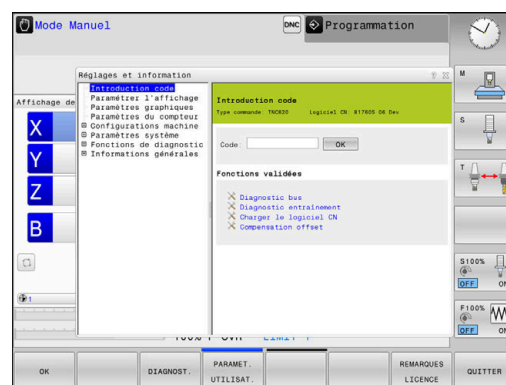 Mode Manuel
DNC
Programmation
Réglages et information
Introduction code
Paramétrer l'affichage
Paramètres graphiques
Paramètres du compteur
Configurations machine
Paramètres système
Fonctions de diagnostic
Informations générales
Introduction code
Type commande: TNC620 logiciel CN: 817605 06 Dev
Code:
OK
Fonctions validées
Diagnostic bus
Diagnostic entraînement
Charger le logiciel CN
Compensation offset
Affichage de
X
Y
Z
B
1
M
S
T
S100%
OFF
F100%
OFF
OK
DIAGNOST.
PARAMET.
UTILISAT.
REMARQUES
LICENCE
QUITTER